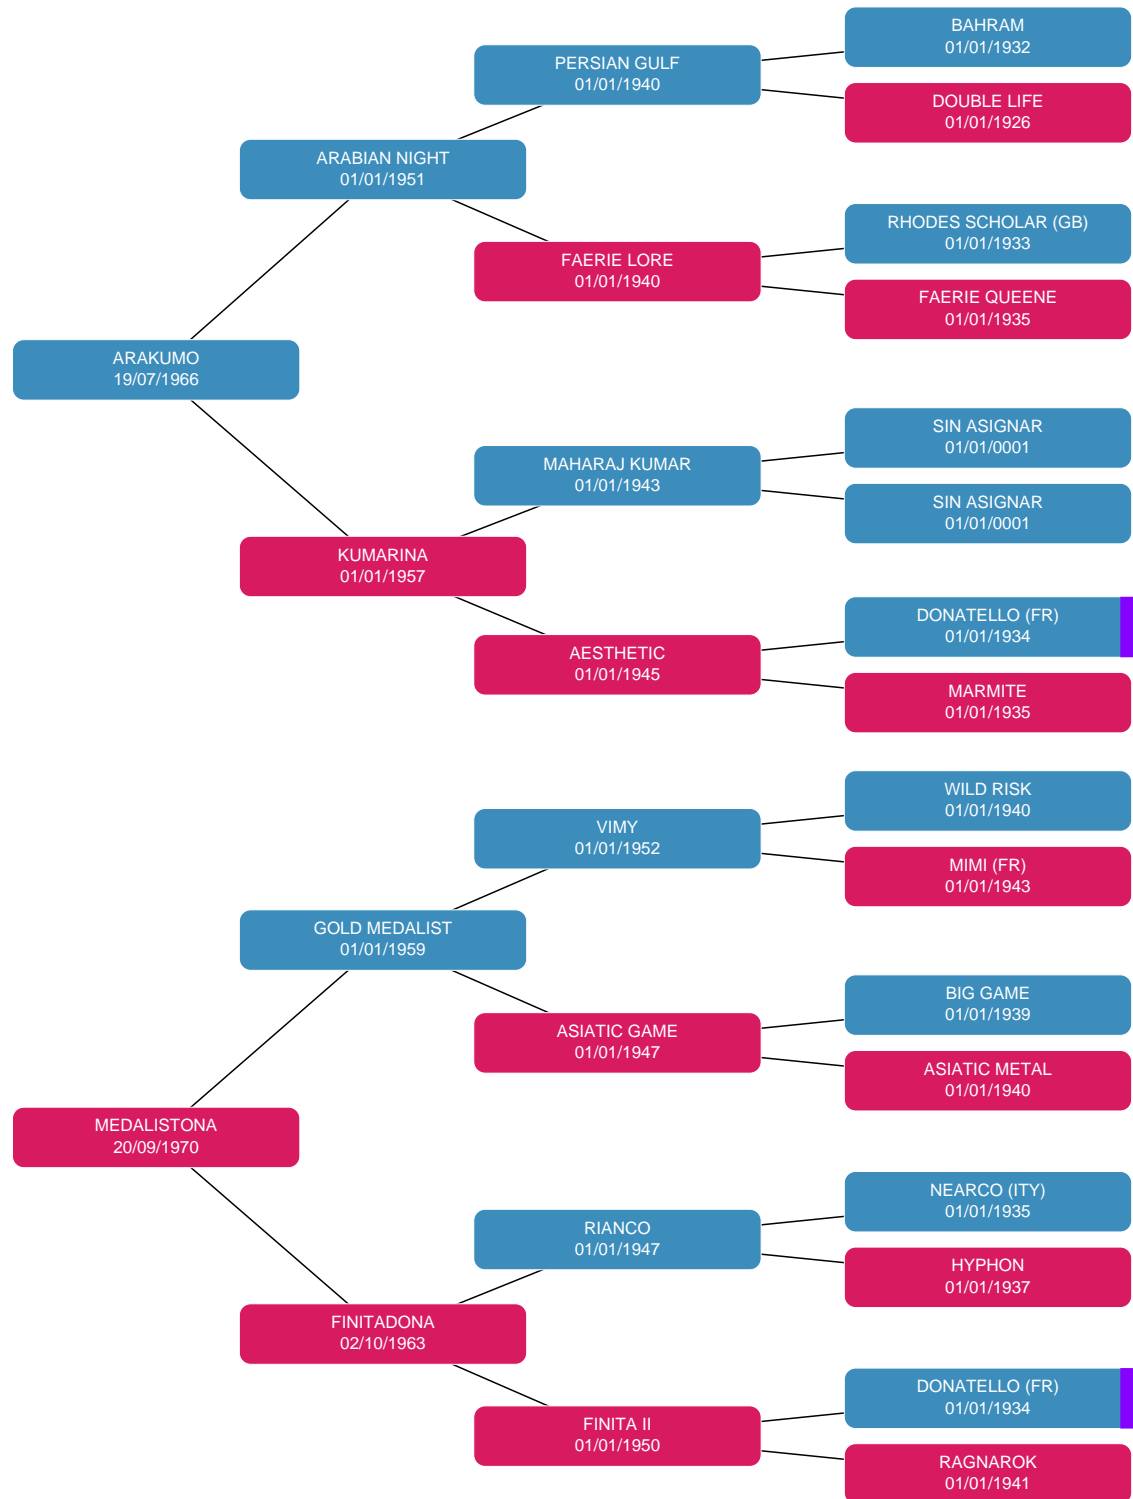 BAHRAM
01/01/1932
PERSIAN GULF
01/01/1940
DOUBLE LIFE
01/01/1926
ARABIAN NIGHT
01/01/1951
RHODES SCHOLAR (GB)
01/01/1933
FAERIE LORE
01/01/1940
FAERIE QUEENE
01/01/1935
ARAKUMO
19/07/1966
SIN ASIGNAR
01/01/0001
MAHARAJ KUMAR
01/01/1943
SIN ASIGNAR
01/01/0001
KUMARINA
01/01/1957
DONATELLO (FR)
01/01/1934
AESTHETIC
01/01/1945
MARMITE
01/01/1935
WILD RISK
01/01/1940
VIMY
01/01/1952
MIMI (FR)
01/01/1943
GOLD MEDALIST
01/01/1959
BIG GAME
01/01/1939
ASIATIC GAME
01/01/1947
ASIATIC METAL
01/01/1940
MEDALISTONA
20/09/1970
NEARCO (ITY)
01/01/1935
RIANCO
01/01/1947
HYPHON
01/01/1937
FINITADONA
02/10/1963
DONATELLO (FR)
01/01/1934
FINITA II
01/01/1950
RAGNAROK
01/01/1941